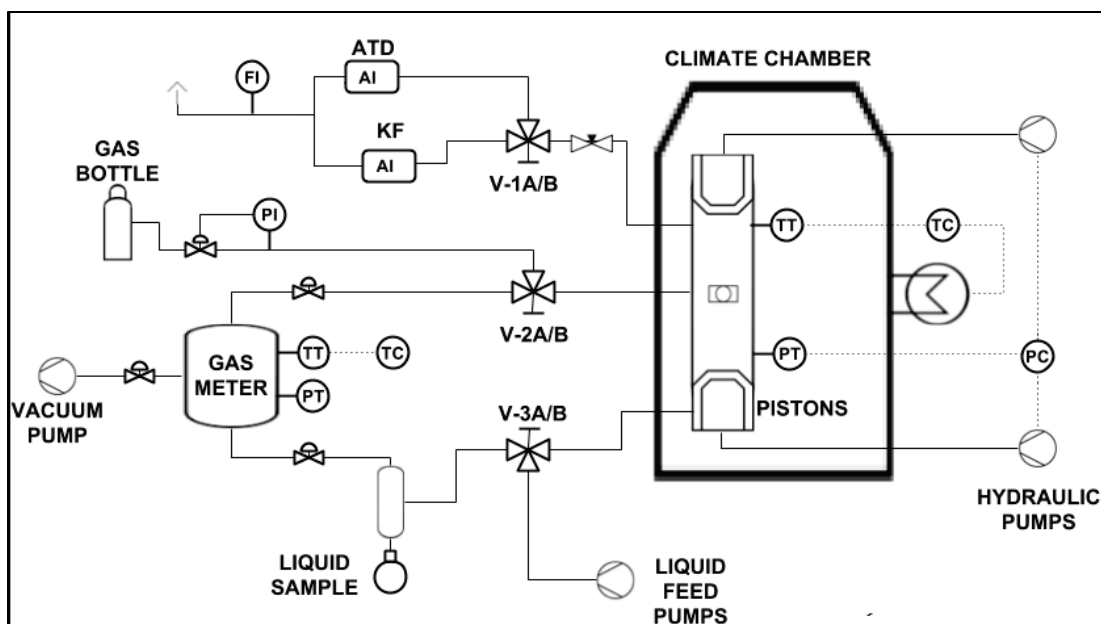 ATD
CLIMATE CHAMBER
FI
AI
KF
AI
GAS
BOTTLE
V-1A/B
PI
TT
TC
V-2A/B
GAS
METER
TT
TC
PT
PT
PC
VACUUM
PUMP
V-3A/B
PISTONS
HYDRAULIC
PUMPS
LIQUID
SAMPLE
LIQUID
FEED
PUMPS